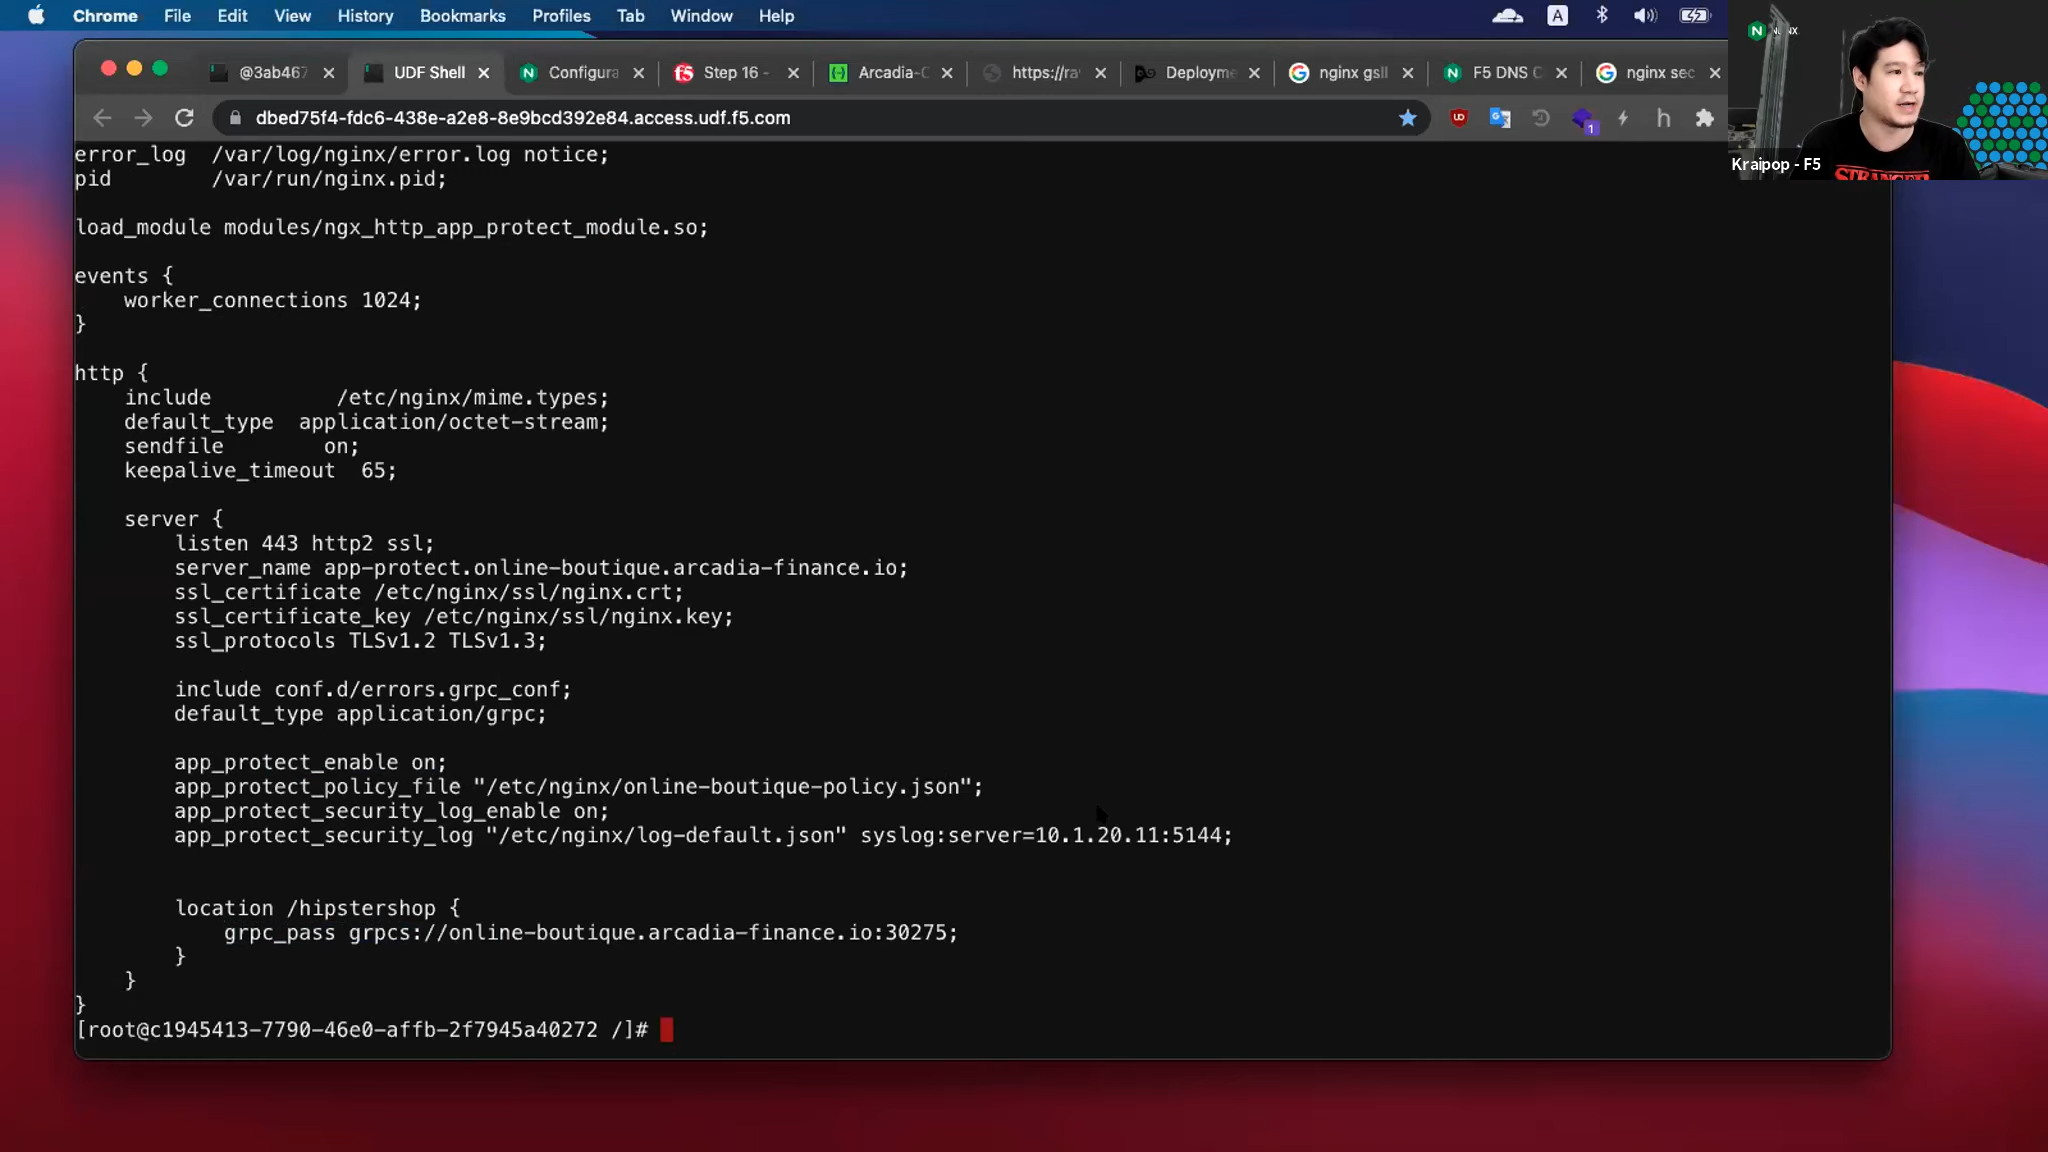 Chrome File Edit View History Bookmarks Profiles Tab Window Help A
@3ab467 UDF Shell Configura Step 16 - Arcadia-C https://ra Deployme nginx gsll F5 DNS C nginx sec
dbed75f4-fdc6-438e-a2e8-8e9bcd392e84.access.udf.f5.com
Kraipop - F5
STRANGER
error_log  /var/log/nginx/error.log notice;
pid        /var/run/nginx.pid;
load_module modules/ngx_http_app_protect_module.so;
events {
    worker_connections 1024;
}
http {
    include          /etc/nginx/mime.types;
    default_type  application/octet-stream;
    sendfile        on;
    keepalive_timeout  65;
    server {
        listen 443 http2 ssl;
        server_name app-protect.online-boutique.arcadia-finance.io;
        ssl_certificate /etc/nginx/ssl/nginx.crt;
        ssl_certificate_key /etc/nginx/ssl/nginx.key;
        ssl_protocols TLSv1.2 TLSv1.3;
        include conf.d/errors.grpc_conf;
        default_type application/grpc;
        app_protect_enable on;
        app_protect_policy_file "/etc/nginx/online-boutique-policy.json";
        app_protect_security_log_enable on;
        app_protect_security_log "/etc/nginx/log-default.json" syslog:server=10.1.20.11:5144;
        location /hipstershop {
            grpc_pass grpcs://online-boutique.arcadia-finance.io:30275;
        }
    }
}
[root@c1945413-7790-46e0-affb-2f7945a40272 /]#